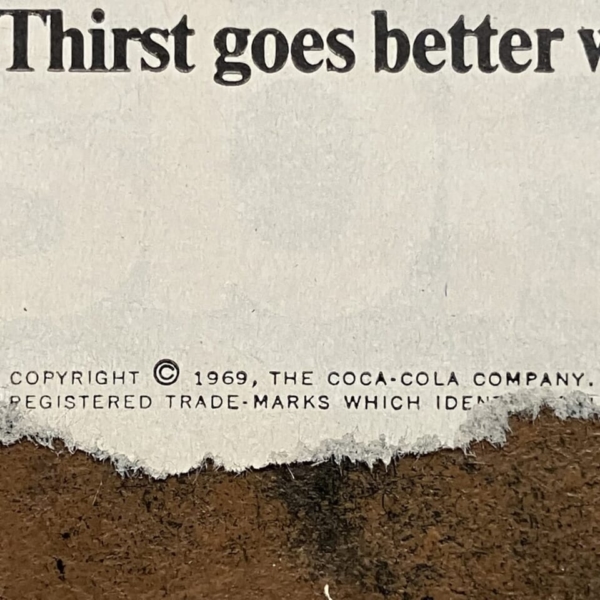 Thirst goes better
COPYRIGHT © 1969, THE COCA-COLA COMPANY.
REGISTERED TRADE-MARKS WHICH